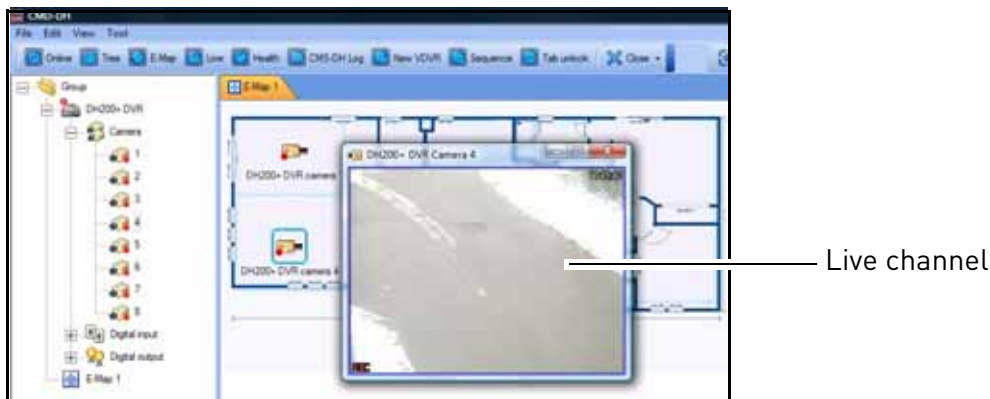 CMS-DH
File Edit View Tool
Online Tree E-Map Live Health CMS-DH Log New VDVR Sequence Tab unlock Close
Group
DH200+ DVR
Camera
1
2
3
4
5
6
7
8
Digital input
Digital output
E-Map 1
E-Map 1
DH200+ DVR camera
DH200+ DVR camera 4
DH200+ DVR Camera 4
REC
Live channel